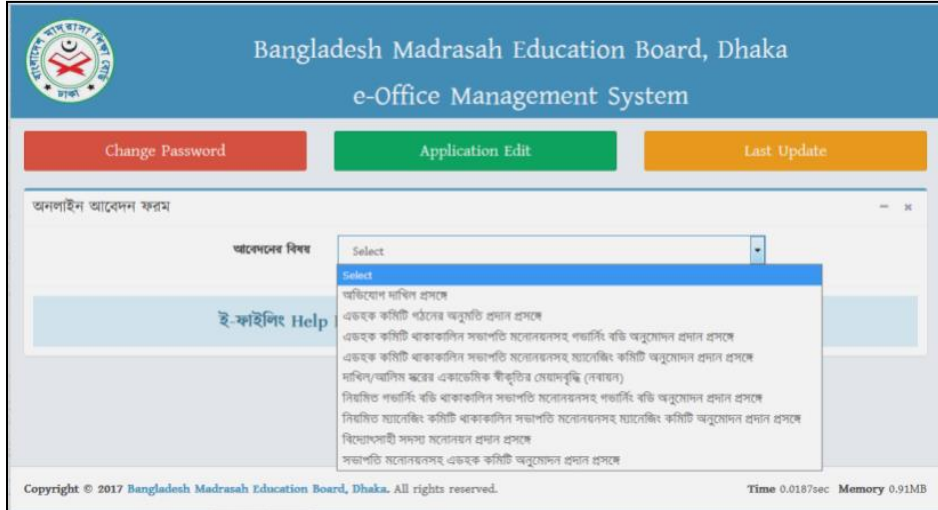 Bangladesh Madrasah Education Board, Dhaka
e-Office Management System
Change Password
Application Edit
Last Update
অনলাইন আবেদন ফরম
আবেদনের বিষয়
Select
Select
অভিযোগ দাখিল প্রসঙ্গে
এডহক কমিটি গঠনের অনুমতি প্রদান প্রসঙ্গে
এডহক কমিটি থাকাকালিন সভাপতি মনোনয়নসহ গভার্নিং বডি অনুমোদন প্রদান প্রসঙ্গে
এডহক কমিটি থাকাকালিন সভাপতি মনোনয়নসহ ম্যানেজিং কমিটি অনুমোদন প্রদান প্রসঙ্গে
দাখিল/আলিম স্তরের একাডেমিক স্বীকৃতির মেয়াদবৃদ্ধি (নবায়ন)
নিয়মিত গভার্নিং বডি থাকাকালিন সভাপতি মনোনয়নসহ গভার্নিং বডি অনুমোদন প্রদান প্রসঙ্গে
নিয়মিত ম্যানেজিং কমিটি থাকাকালিন সভাপতি মনোনয়নসহ ম্যানেজিং কমিটি অনুমোদন প্রদান প্রসঙ্গে
বিদ্যোৎসাহী সদস্য মনোনয়ন প্রদান প্রসঙ্গে
সভাপতি মনোনয়নসহ এডহক কমিটি অনুমোদন প্রদান প্রসঙ্গে
ই-ফাইলিং Help
Copyright © 2017 Bangladesh Madrasah Education Board, Dhaka. All rights reserved.
Time 0.0187sec Memory 0.91MB